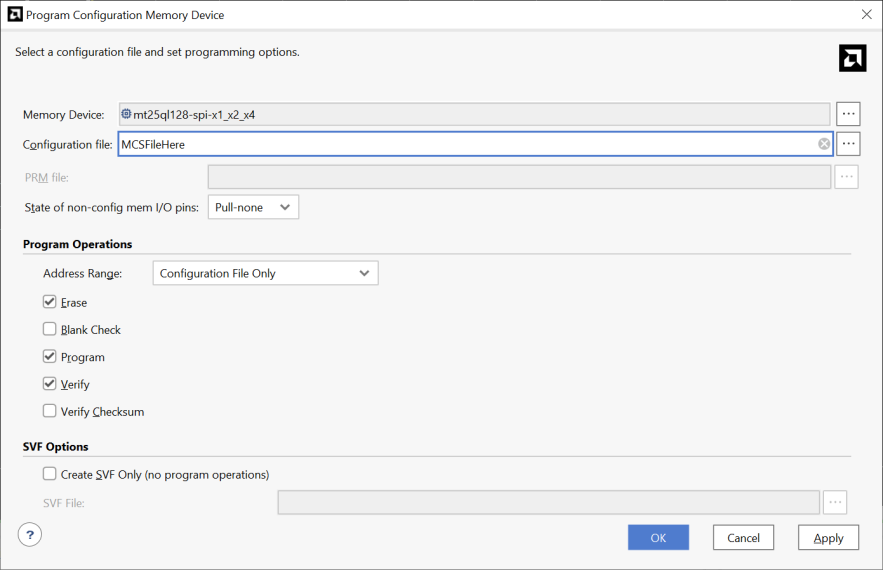 Program Configuration Memory Device
Select a configuration file and set programming options.
Memory Device: mt25ql128-spi-x1_x2_x4 ...
Configuration file: MCSFileHere ...
PRM file: ...
State of non-config mem I/O pins: Pull-none
Program Operations
Address Range: Configuration File Only
Erase
Blank Check
Program
Verify
Verify Checksum
SVF Options
Create SVF Only (no program operations)
SVF File: ...
? OK Cancel Apply